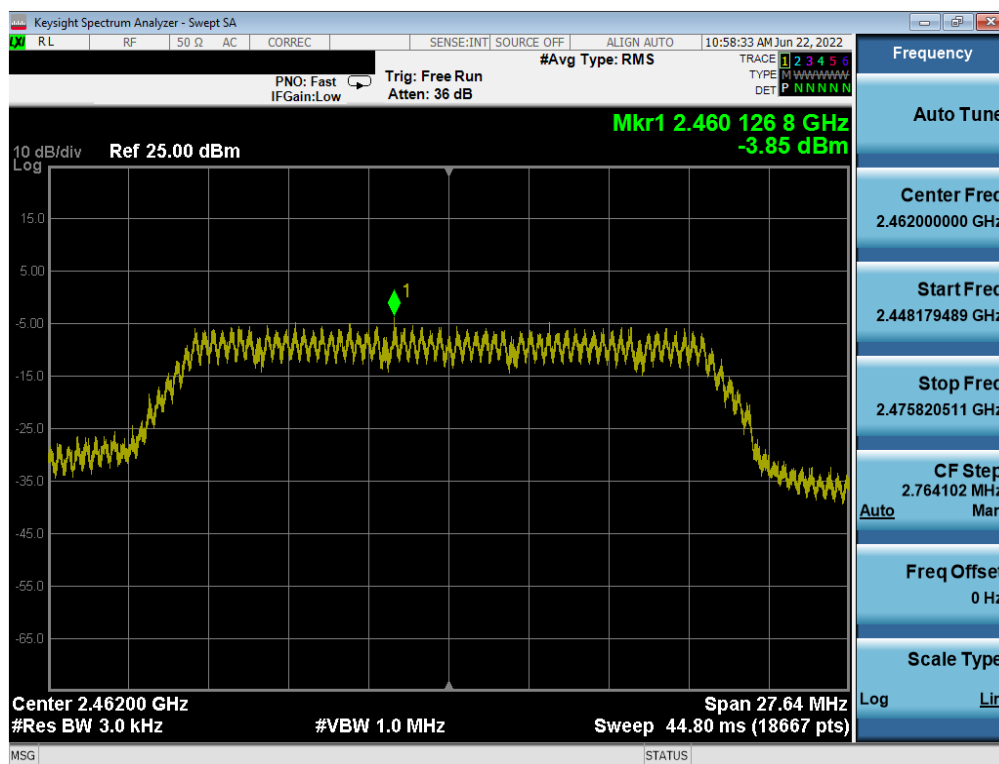 Keysight Spectrum Analyzer - Swept SA
LXI RL RF 50 Ω AC CORREC SENSE:INT SOURCE OFF ALIGN AUTO 10:58:33 AM Jun 22, 2022
#Avg Type: RMS
TRACE 1 2 3 4 5 6
PNO: Fast Trig: Free Run
TYPE M WWWWW
IFGain:Low Atten: 36 dB
DET P N N N N N
Mkr1 2.460 126 8 GHz
-3.85 dBm
10 dB/div Ref 25.00 dBm
Log
15.0
5.00
1
-5.00
-15.0
-25.0
-35.0
-45.0
-55.0
-65.0
Center 2.46200 GHz Span 27.64 MHz
#Res BW 3.0 kHz #VBW 1.0 MHz Sweep 44.80 ms (18667 pts)
MSG STATUS
Frequency
Auto Tune
Center Freq
2.462000000 GHz
Start Freq
2.448179489 GHz
Stop Freq
2.475820511 GHz
CF Step
2.764102 MHz
Auto Man
Freq Offset
0 Hz
Scale Type
Log Lin